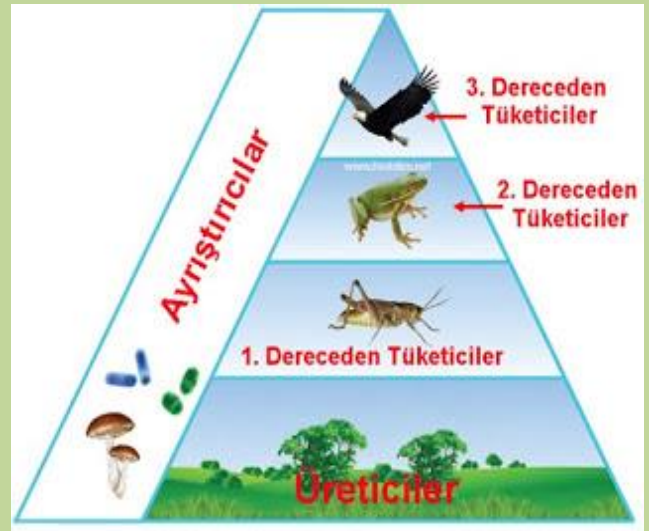 3. Dereceden
Tüketiciler
2. Dereceden
Tüketiciler
Ayrıştırıcılar
1. Dereceden Tüketiciler
Üreticiler